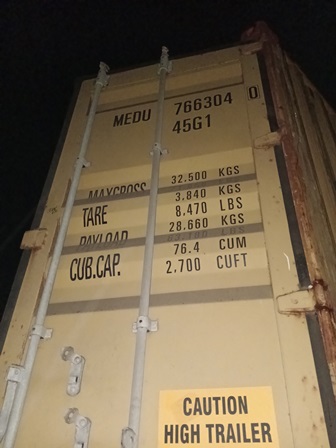 MEDU 766304 0
45G1
MAXGROSS 32.500 KGS
TARE 3,840 KGS
8,470 LBS
PAYLOAD 28.660 KGS
LBS
CUB.CAP. 76.4 CUM
2.700 CUFT
CAUTION
HIGH TRAILER